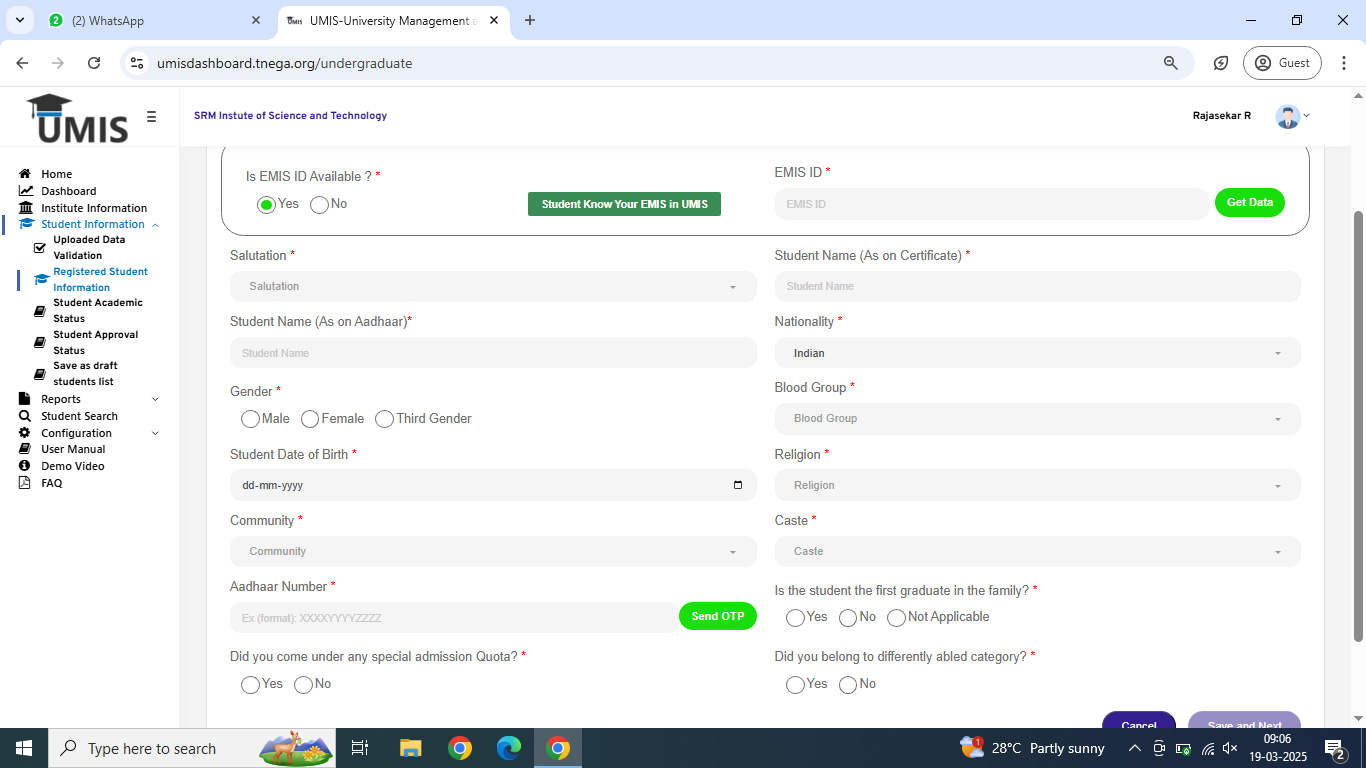 2 (2) WhatsApp
UMIS UMIS-University Management a
umisdashboard.tnega.org/undergraduate
Guest
UMIS
SRM Instute of Science and Technology
Rajasekar R
Home
Dashboard
Institute Information
Student Information
Uploaded Data
Validation
Registered Student
Information
Student Academic
Status
Student Approval
Status
Save as draft
students list
Reports
Student Search
Configuration
User Manual
Demo Video
FAQ
Is EMIS ID Available ? *
Yes No
Student Know Your EMIS in UMIS
EMIS ID *
EMIS ID
Get Data
Salutation *
Salutation
Student Name (As on Certificate) *
Student Name
Student Name (As on Aadhaar)*
Student Name
Nationality *
Indian
Gender *
Male Female Third Gender
Blood Group *
Blood Group
Student Date of Birth *
dd-mm-yyyy
Religion *
Religion
Community *
Community
Caste *
Caste
Aadhaar Number *
Ex (format): XXXXYYYYZZZZ
Send OTP
Is the student the first graduate in the family? *
Yes No Not Applicable
Did you come under any special admission Quota? *
Yes No
Did you belong to differently abled category? *
Yes No
Cancel
Save and Next
Type here to search
1
28°C Partly sunny
09:06
19-03-2025
2